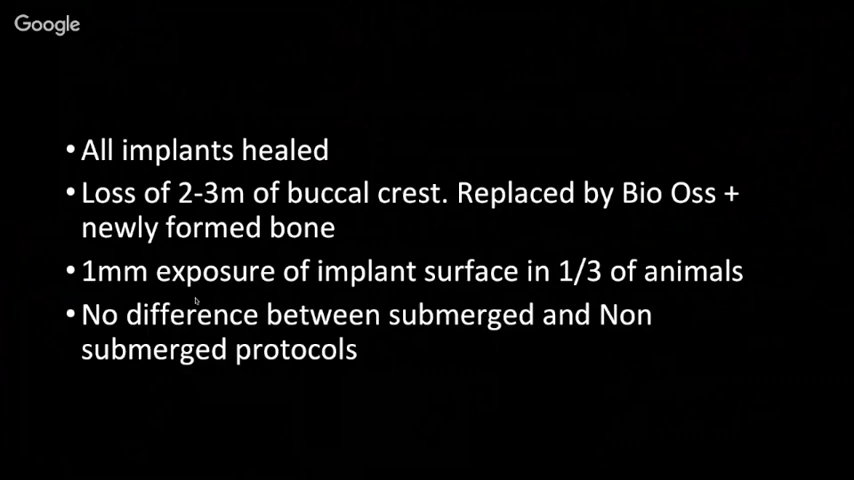 Google
• All implants healed
• Loss of 2-3m of buccal crest. Replaced by Bio Oss +
newly formed bone
• 1mm exposure of implant surface in 1/3 of animals
• No difference between submerged and Non
submerged protocols